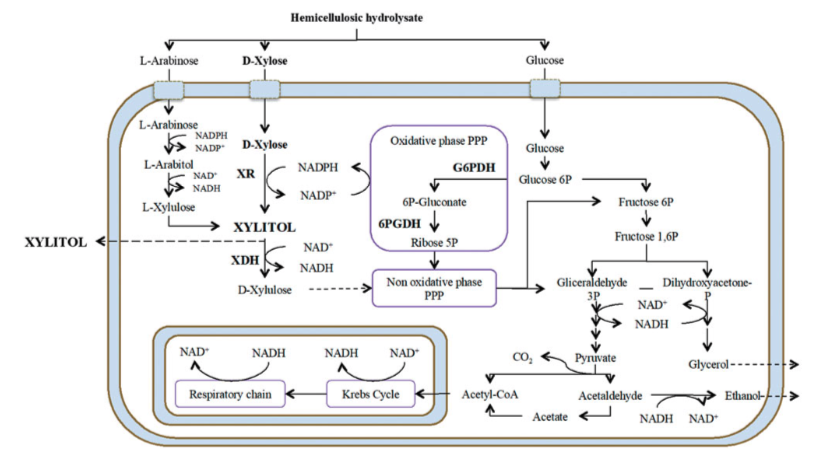 Hemicellulosic hydrolysate
L-Arabinose
D-Xylose
Glucose
L-Arabinose
NADPH
NADP⁺
L-Arabitol
NAD⁺
NADH
L-Xylulose
D-Xylose
XR
NADPH
NADP⁺
XYLITOL
XYLITOL
XDH
NAD⁺
NADH
D-Xylulose
Oxidative phase PPP
G6PDH
6P-Gluconate
6PGDH
Ribose 5P
Non oxidative phase
PPP
Glucose
Glucose 6P
Fructose 6P
Fructose 1,6P
Gliceraldehyde
3P
Dihydroxyacetone-
P
NAD⁺
NADH
Glycerol
Pyruvate
CO₂
Acetyl-CoA
Acetaldehyde
Ethanol
Acetate
NADH
NAD⁺
NAD⁺
NADH
Respiratory chain
NADH
NAD⁺
Krebs Cycle